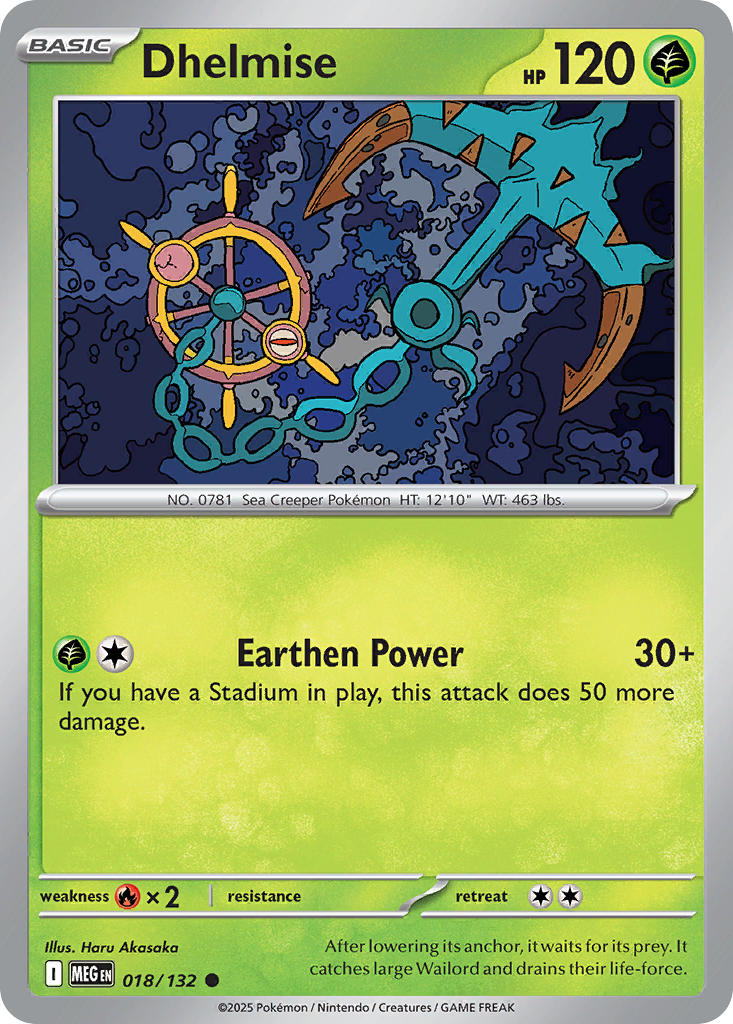 BASIC
Dhelmise
HP 120
NO. 0781 Sea Creeper Pokémon HT: 12'10" WT: 463 lbs.
Earthen Power 30+
If you have a Stadium in play, this attack does 50 more
damage.
weakness ×2 resistance retreat
Illus. Haru Akasaka
After lowering its anchor, it waits for its prey. It
catches large Wailord and drains their life-force.
I MEG EN 018/132
©2025 Pokémon / Nintendo / Creatures / GAME FREAK